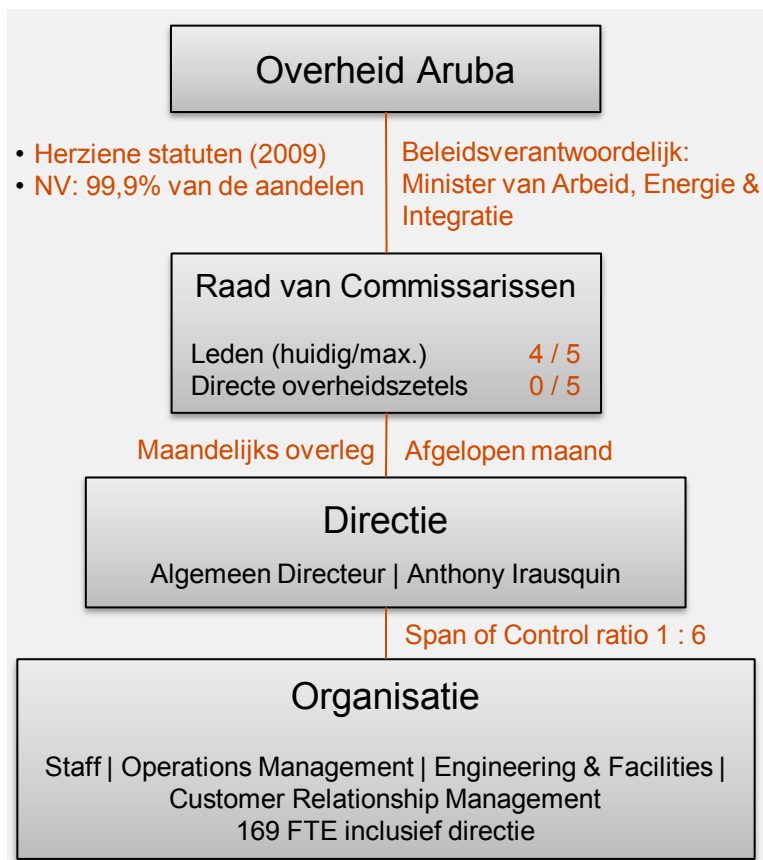 Overheid Aruba
• Herziene statuten (2009)
• NV: 99,9% van de aandelen
Beleidsverantwoordelijk:
Minister van Arbeid, Energie &
Integratie
Raad van Commissarissen
Leden (huidig/max.) 4 / 5
Directe overheidszetels 0 / 5
Maandelijks overleg
Afgelopen maand
Directie
Algemeen Directeur | Anthony Irausquin
Span of Control ratio 1 : 6
Organisatie
Staff | Operations Management | Engineering & Facilities |
Customer Relationship Management
169 FTE inclusief directie